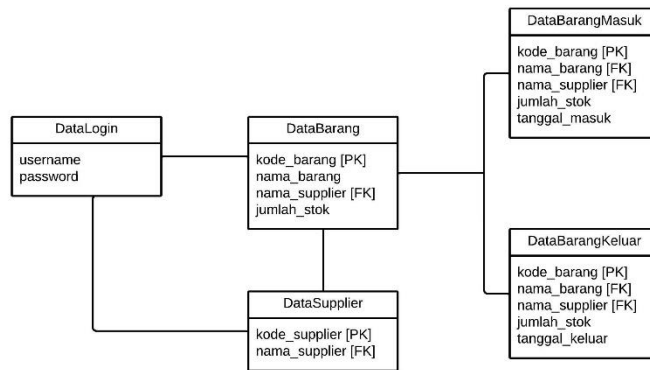 DataLogin
username
password
DataBarang
kode_barang [PK]
nama_barang
nama_supplier [FK]
jumlah_stok
DataSupplier
kode_supplier [PK]
nama_supplier [FK]
DataBarangMasuk
kode_barang [PK]
nama_barang [FK]
nama_supplier [FK]
jumlah_stok
tanggal_masuk
DataBarangKeluar
kode_barang [PK]
nama_barang [FK]
nama_supplier [FK]
jumlah_stok
tanggal_keluar